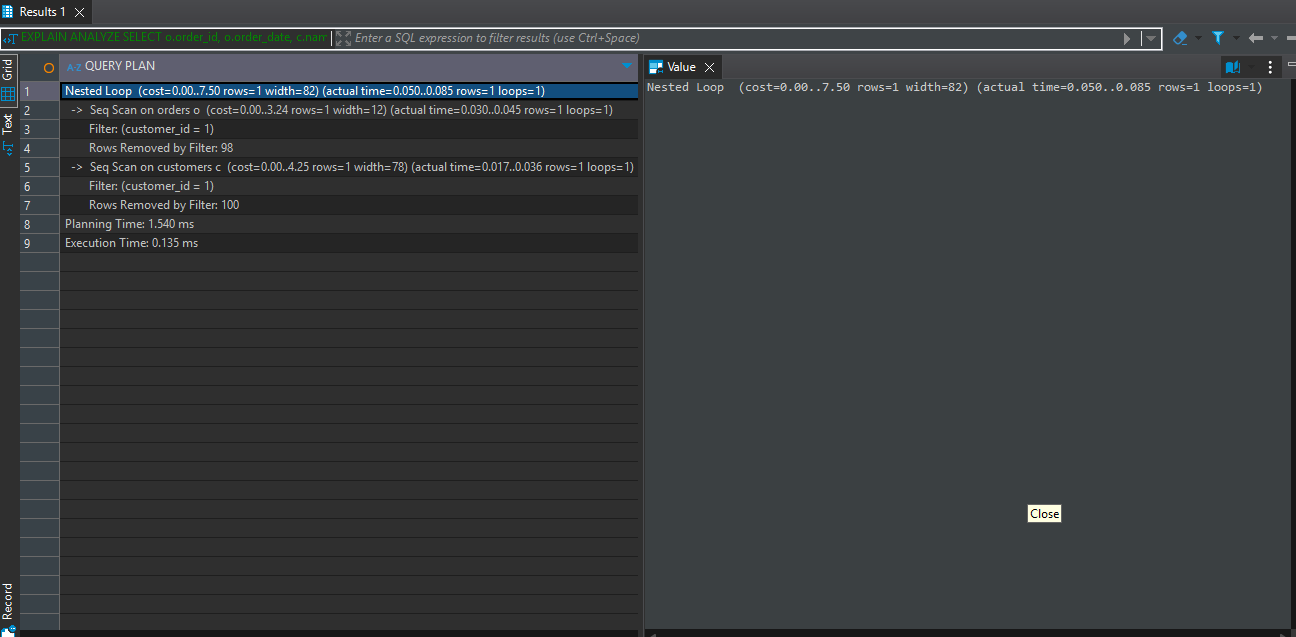 Results 1
EXPLAIN ANALYZE SELECT o.order_id, o.order_date, c.nam
Enter a SQL expression to filter results (use Ctrl+Space)
Grid
Text
Record
A-Z QUERY PLAN
1 Nested Loop (cost=0.00..7.50 rows=1 width=82) (actual time=0.050..0.085 rows=1 loops=1)
2 -> Seq Scan on orders o (cost=0.00..3.24 rows=1 width=12) (actual time=0.030..0.045 rows=1 loops=1)
3 Filter: (customer_id = 1)
4 Rows Removed by Filter: 98
5 -> Seq Scan on customers c (cost=0.00..4.25 rows=1 width=78) (actual time=0.017..0.036 rows=1 loops=1)
6 Filter: (customer_id = 1)
7 Rows Removed by Filter: 100
8 Planning Time: 1.540 ms
9 Execution Time: 0.135 ms
Value
Nested Loop (cost=0.00..7.50 rows=1 width=82) (actual time=0.050..0.085 rows=1 loops=1)
Close